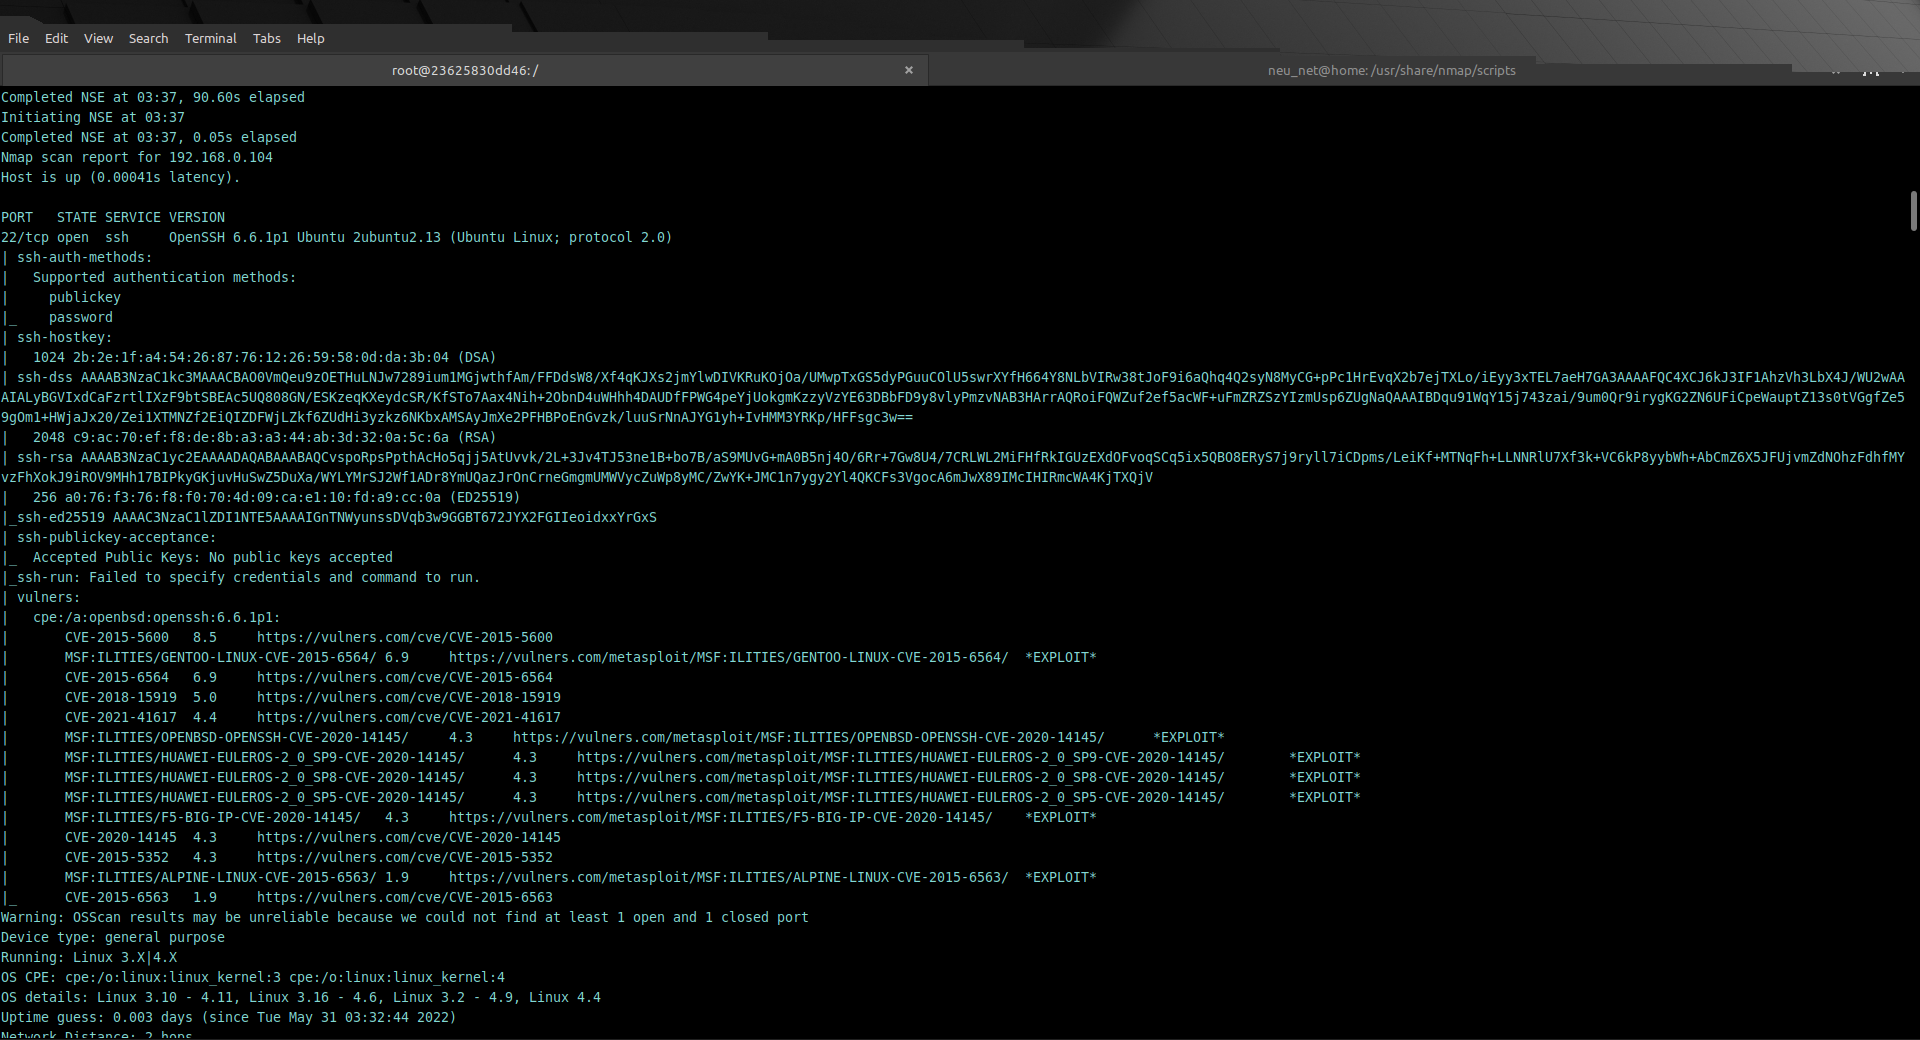 File Edit View Search Terminal Tabs Help
root@23625830dd46: / ×
neu_net@home: /usr/share/nmap/scripts
Completed NSE at 03:37, 90.60s elapsed
Initiating NSE at 03:37
Completed NSE at 03:37, 0.05s elapsed
Nmap scan report for 192.168.0.104
Host is up (0.00041s latency).
PORT   STATE SERVICE VERSION
22/tcp open  ssh     OpenSSH 6.6.1p1 Ubuntu 2ubuntu2.13 (Ubuntu Linux; protocol 2.0)
| ssh-auth-methods:
|   Supported authentication methods:
|     publickey
|_    password
| ssh-hostkey:
|   1024 2b:2e:1f:a4:54:26:87:76:12:26:59:58:0d:da:3b:04 (DSA)
| ssh-dss AAAAB3NzaC1kc3MAAACBAO0VmQeu9zOETHuLNJw7289ium1MGjwthfAm/FFDdsW8/Xf4qKJXs2jmYlwDIVKRuKOjOa/UMwpTxGS5dyPGuuCOlU5swrXYfH664Y8NLbVIRw38tJoF9i6aQhq4Q2syN8MyCG+pPc1HrEvqX2b7ejTXLo/iEyy3xTEL7aeH7GA3AAAAFQC4XCJ6kJ3IF1AhzVh3LbX4J/WU2wAA
AIALyBGVIxdCaFzrtlIXzF9btSBEAc5UQ808GN/ESKzeqKXeydcSR/KfSTo7Aax4Nih+2ObnD4uWHhh4DAUDfFPWG4peYjUokgmKzzyVzYE63DBbFD9y8vlyPmzvNAB3HArrAQRoiFQWZuf2ef5acWF+uFmZRZSzYIzmUsp6ZUgNaQAAAIBDqu91WqY15j743zai/9um0Qr9irygKG2ZN6UFiCpeWauptZ13s0tVGgfZe5
9gOm1+HWjaJx20/Zei1XTMNZf2EiQIZDFWjLZkf6ZUdHi3yzkz6NKbxAMSAyJmXe2PFHBPoEnGvzk/luuSrNnAJYG1yh+IvHMM3YRKp/HFFsgc3w==
|   2048 c9:ac:70:ef:f8:de:8b:a3:a3:44:ab:3d:32:0a:5c:6a (RSA)
| ssh-rsa AAAAB3NzaC1yc2EAAAADAQABAAABAQCvspoRpsPpthAcHo5qjj5AtUvvk/2L+3Jv4TJ53ne1B+bo7B/aS9MUvG+mA0B5nj4O/6Rr+7Gw8U4/7CRLWL2MiFHfRkIGUzEXdOFvoqSCq5ix5QBO8ERyS7j9ryll7iCDpms/LeiKf+MTNqFh+LLNNRlU7Xf3k+VC6kP8yybWh+AbCmZ6X5JFUjvmZdNOhzFdhfMY
vzFhXokJ9iROV9MHh17BIPkyGKjuvHuSwZ5DuXa/WYLYMrSJ2Wf1ADr8YmUQazJrOnCrneGmgmUMWVycZuWp8yMC/ZwYK+JMC1n7ygy2Yl4QKCFs3VgocA6mJwX89IMcIHIRmcWA4KjTXQjV
|   256 a0:76:f3:76:f8:f0:70:4d:09:ca:e1:10:fd:a9:cc:0a (ED25519)
|_ssh-ed25519 AAAAC3NzaC1lZDI1NTE5AAAAIGnTNWyunssDVqb3w9GGBT672JYX2FGIIeoidxxYrGxS
| ssh-publickey-acceptance:
|_  Accepted Public Keys: No public keys accepted
|_ssh-run: Failed to specify credentials and command to run.
| vulners:
|   cpe:/a:openbsd:openssh:6.6.1p1:
|       CVE-2015-5600   8.5     https://vulners.com/cve/CVE-2015-5600
|       MSF:ILITIES/GENTOO-LINUX-CVE-2015-6564/ 6.9     https://vulners.com/metasploit/MSF:ILITIES/GENTOO-LINUX-CVE-2015-6564/  *EXPLOIT*
|       CVE-2015-6564   6.9     https://vulners.com/cve/CVE-2015-6564
|       CVE-2018-15919  5.0     https://vulners.com/cve/CVE-2018-15919
|       CVE-2021-41617  4.4     https://vulners.com/cve/CVE-2021-41617
|       MSF:ILITIES/OPENBSD-OPENSSH-CVE-2020-14145/     4.3     https://vulners.com/metasploit/MSF:ILITIES/OPENBSD-OPENSSH-CVE-2020-14145/      *EXPLOIT*
|       MSF:ILITIES/HUAWEI-EULEROS-2_0_SP9-CVE-2020-14145/      4.3     https://vulners.com/metasploit/MSF:ILITIES/HUAWEI-EULEROS-2_0_SP9-CVE-2020-14145/        *EXPLOIT*
|       MSF:ILITIES/HUAWEI-EULEROS-2_0_SP8-CVE-2020-14145/      4.3     https://vulners.com/metasploit/MSF:ILITIES/HUAWEI-EULEROS-2_0_SP8-CVE-2020-14145/        *EXPLOIT*
|       MSF:ILITIES/HUAWEI-EULEROS-2_0_SP5-CVE-2020-14145/      4.3     https://vulners.com/metasploit/MSF:ILITIES/HUAWEI-EULEROS-2_0_SP5-CVE-2020-14145/        *EXPLOIT*
|       MSF:ILITIES/F5-BIG-IP-CVE-2020-14145/   4.3     https://vulners.com/metasploit/MSF:ILITIES/F5-BIG-IP-CVE-2020-14145/    *EXPLOIT*
|       CVE-2020-14145  4.3     https://vulners.com/cve/CVE-2020-14145
|       CVE-2015-5352   4.3     https://vulners.com/cve/CVE-2015-5352
|       MSF:ILITIES/ALPINE-LINUX-CVE-2015-6563/ 1.9     https://vulners.com/metasploit/MSF:ILITIES/ALPINE-LINUX-CVE-2015-6563/  *EXPLOIT*
|_      CVE-2015-6563   1.9     https://vulners.com/cve/CVE-2015-6563
Warning: OSScan results may be unreliable because we could not find at least 1 open and 1 closed port
Device type: general purpose
Running: Linux 3.X|4.X
OS CPE: cpe:/o:linux:linux_kernel:3 cpe:/o:linux:linux_kernel:4
OS details: Linux 3.10 - 4.11, Linux 3.16 - 4.6, Linux 3.2 - 4.9, Linux 4.4
Uptime guess: 0.003 days (since Tue May 31 03:32:44 2022)
Network Distance: 2 hops